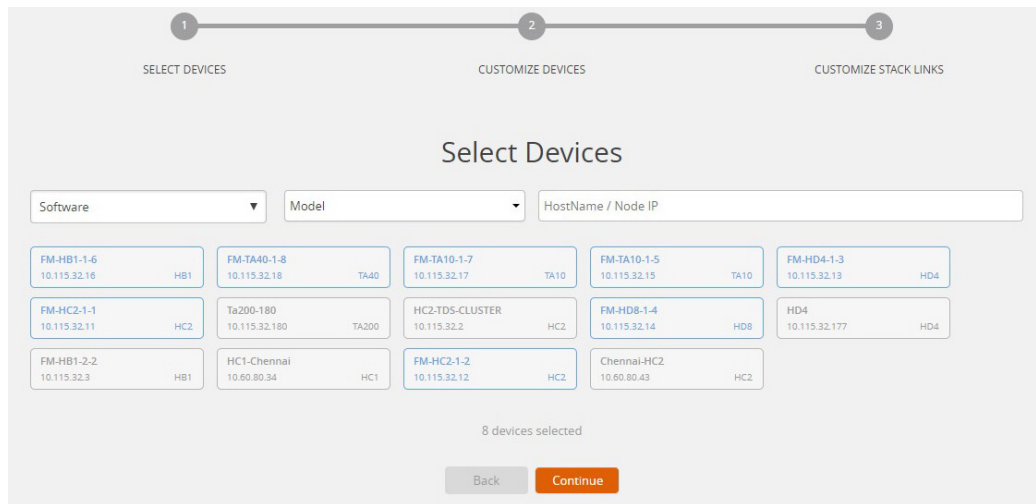 1 2 3
SELECT DEVICES CUSTOMIZE DEVICES CUSTOMIZE STACK LINKS
Select Devices
Software Model HostName / Node IP
FM-HB1-1-6 FM-TA40-1-8 FM-TA10-1-7 FM-TA10-1-5 FM-HD4-1-3
10.115.32.16 HB1 10.115.32.18 TA40 10.115.32.17 TA10 10.115.32.15 TA10 10.115.32.13 HD4
FM-HC2-1-1 Ta200-180 HC2-TDS-CLUSTER FM-HD8-1-4 HD4
10.115.32.11 HC2 10.115.32.180 TA200 10.115.32.2 HC2 10.115.32.14 HD8 10.115.32.177 HD4
FM-HB1-2-2 HC1-Chennai FM-HC2-1-2 Chennai-HC2
10.115.32.3 HB1 10.60.80.34 HC1 10.115.32.12 HC2 10.60.80.43 HC2
8 devices selected
Back Continue